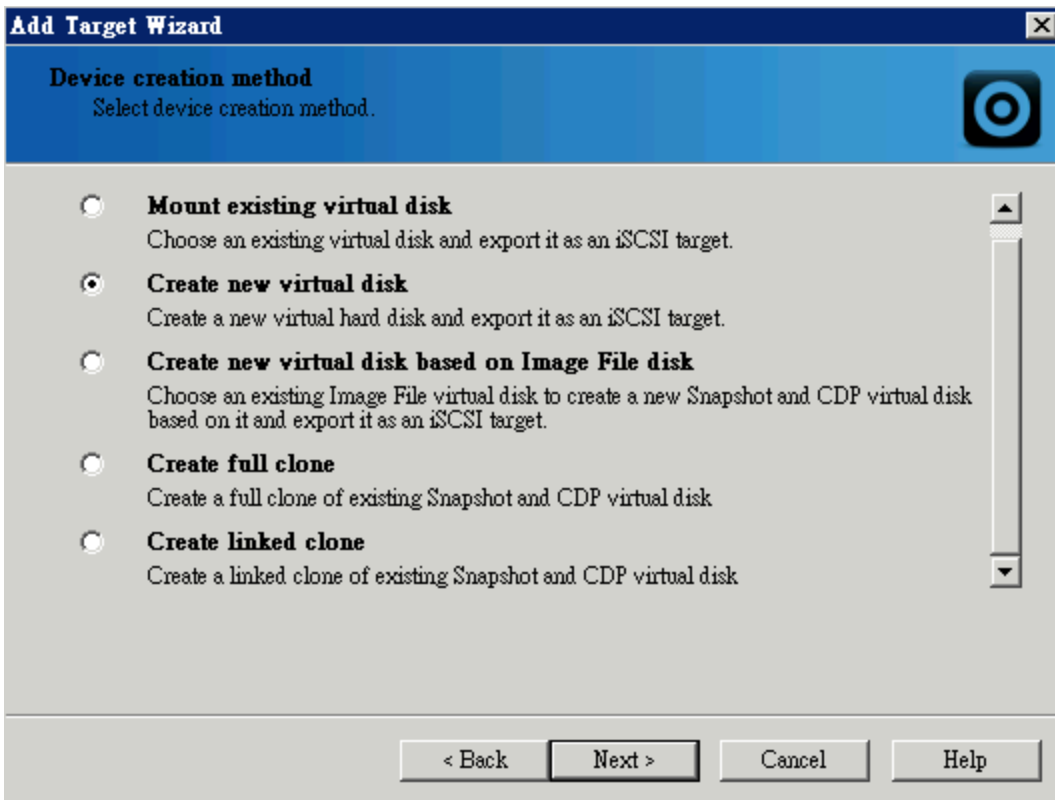 Add Target Wizard
Device creation method
Select device creation method.
Mount existing virtual disk
Choose an existing virtual disk and export it as an iSCSI target.
Create new virtual disk
Create a new virtual hard disk and export it as an iSCSI target.
Create new virtual disk based on Image File disk
Choose an existing Image File virtual disk to create a new Snapshot and CDP virtual disk
based on it and export it as an iSCSI target.
Create full clone
Create a full clone of existing Snapshot and CDP virtual disk
Create linked clone
Create a linked clone of existing Snapshot and CDP virtual disk
< Back Next > Cancel Help